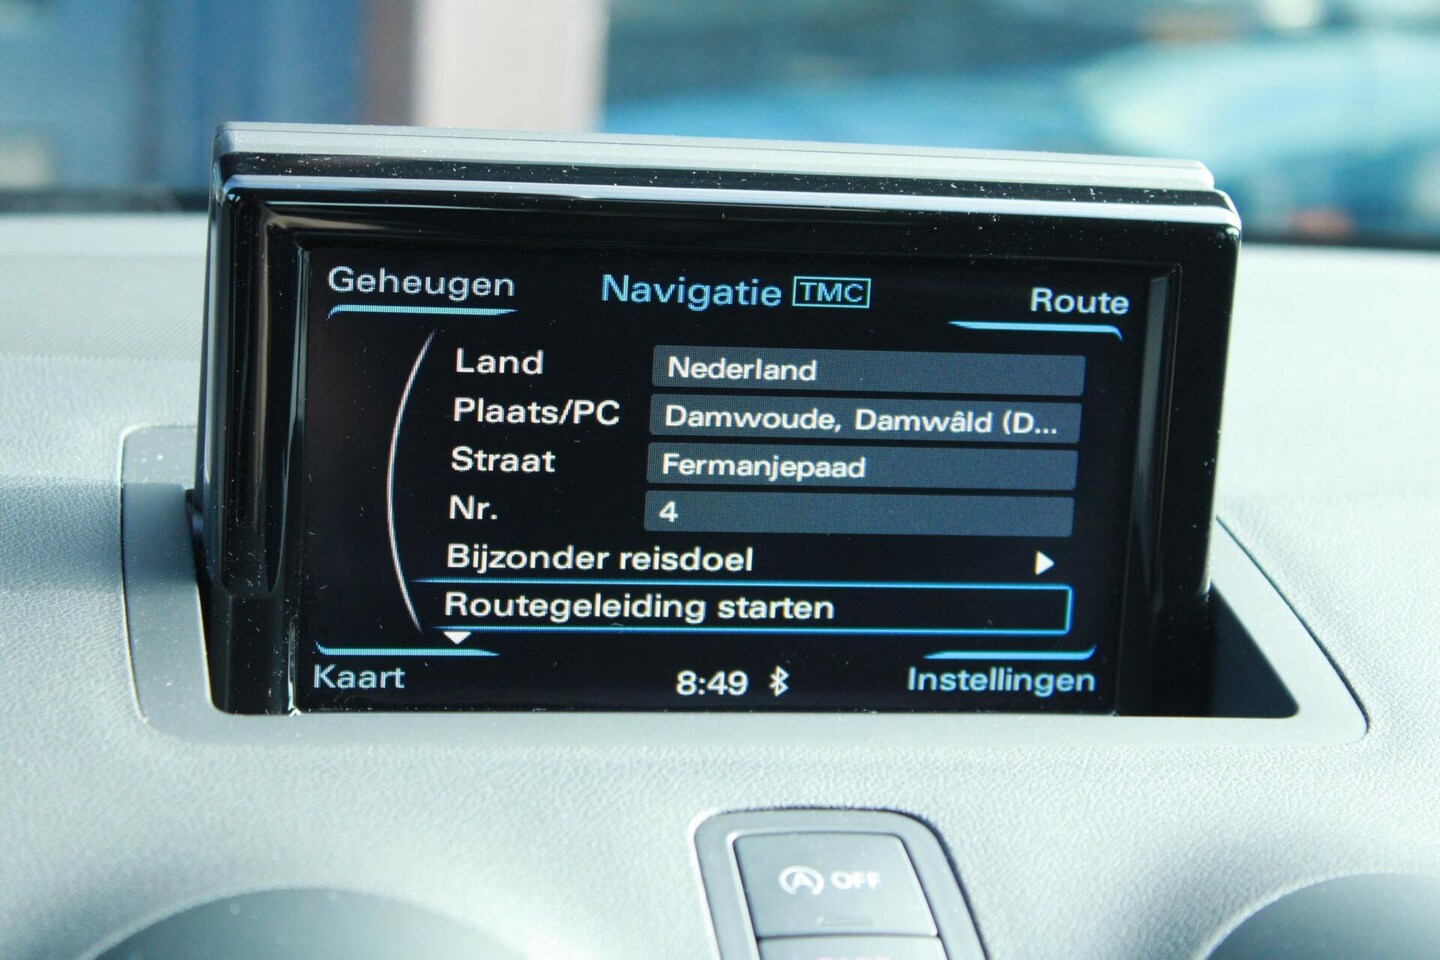 Geheugen Navigatie TMC Route
Land Nederland
Plaats/PC Damwoude, Damwâld (D...
Straat Fermanjepaad
Nr. 4
Bijzonder reisdoel
Routegeleiding starten
Kaart 8:49 Instellingen
A OFF